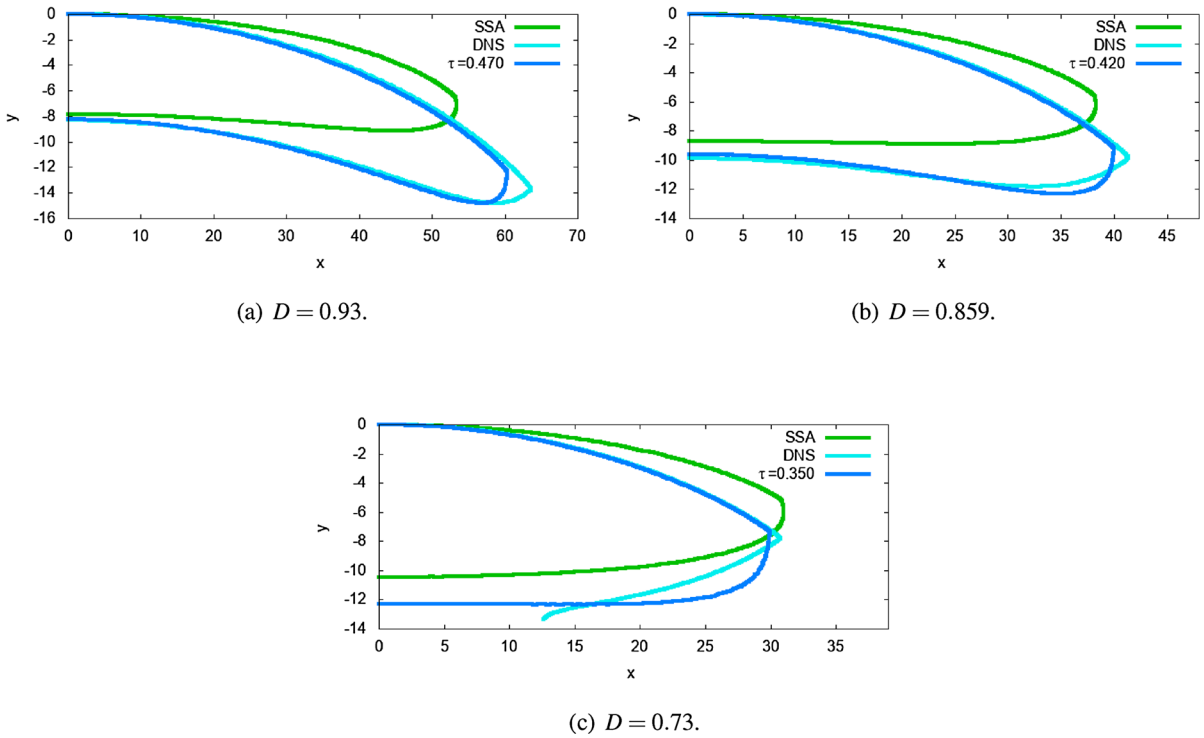 0
-2
-4
-6
-8
-10
-12
-14
-16
y
0 10 20 30 40 50 60 70
x
SSA
DNS
τ=0.470
(a) D = 0.93.
0
-2
-4
-6
-8
-10
-12
-14
y
0 5 10 15 20 25 30 35 40 45
x
SSA
DNS
τ=0.420
(b) D = 0.859.
0
-2
-4
-6
-8
-10
-12
-14
y
0 5 10 15 20 25 30 35
x
SSA
DNS
τ=0.350
(c) D = 0.73.